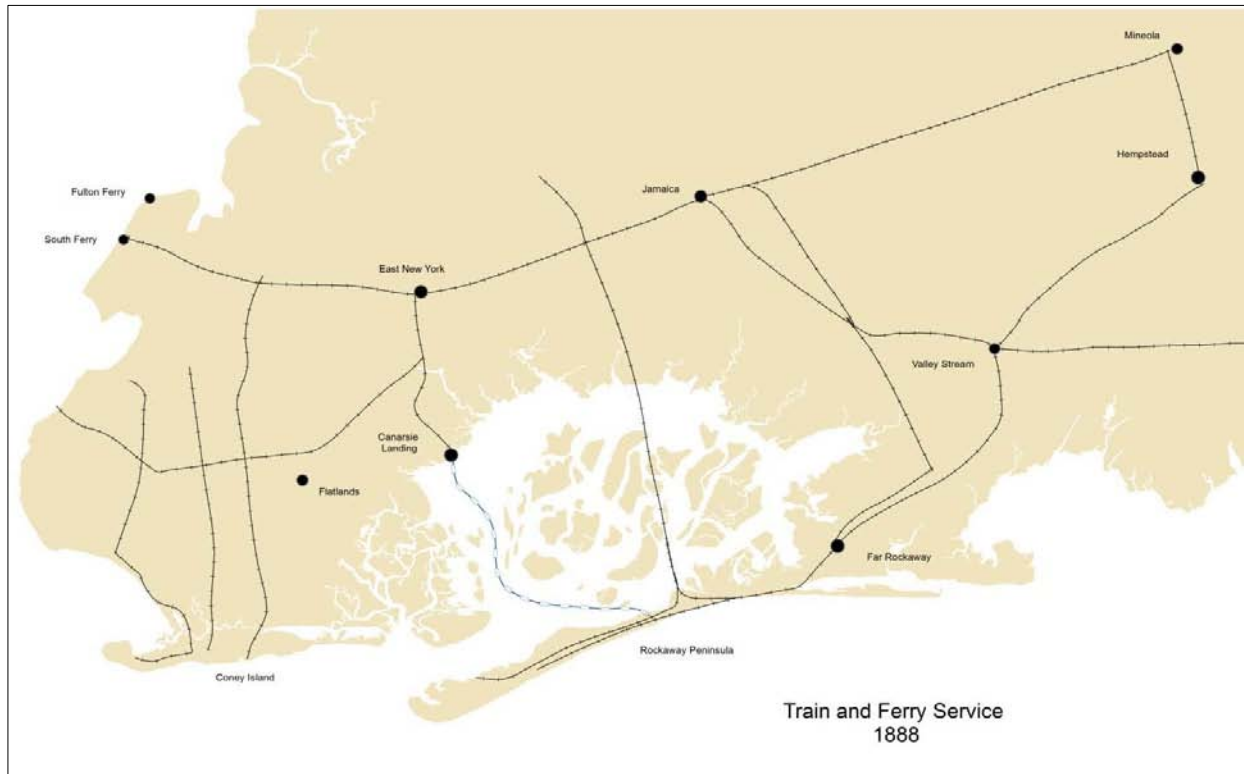 Mineola
Hempstead
Jamaica
Fulton Ferry
South Ferry
East New York
Valley Stream
Canarsie
Landing
Flatlands
Far Rockaway
Rockaway Peninsula
Coney Island
Train and Ferry Service
1888